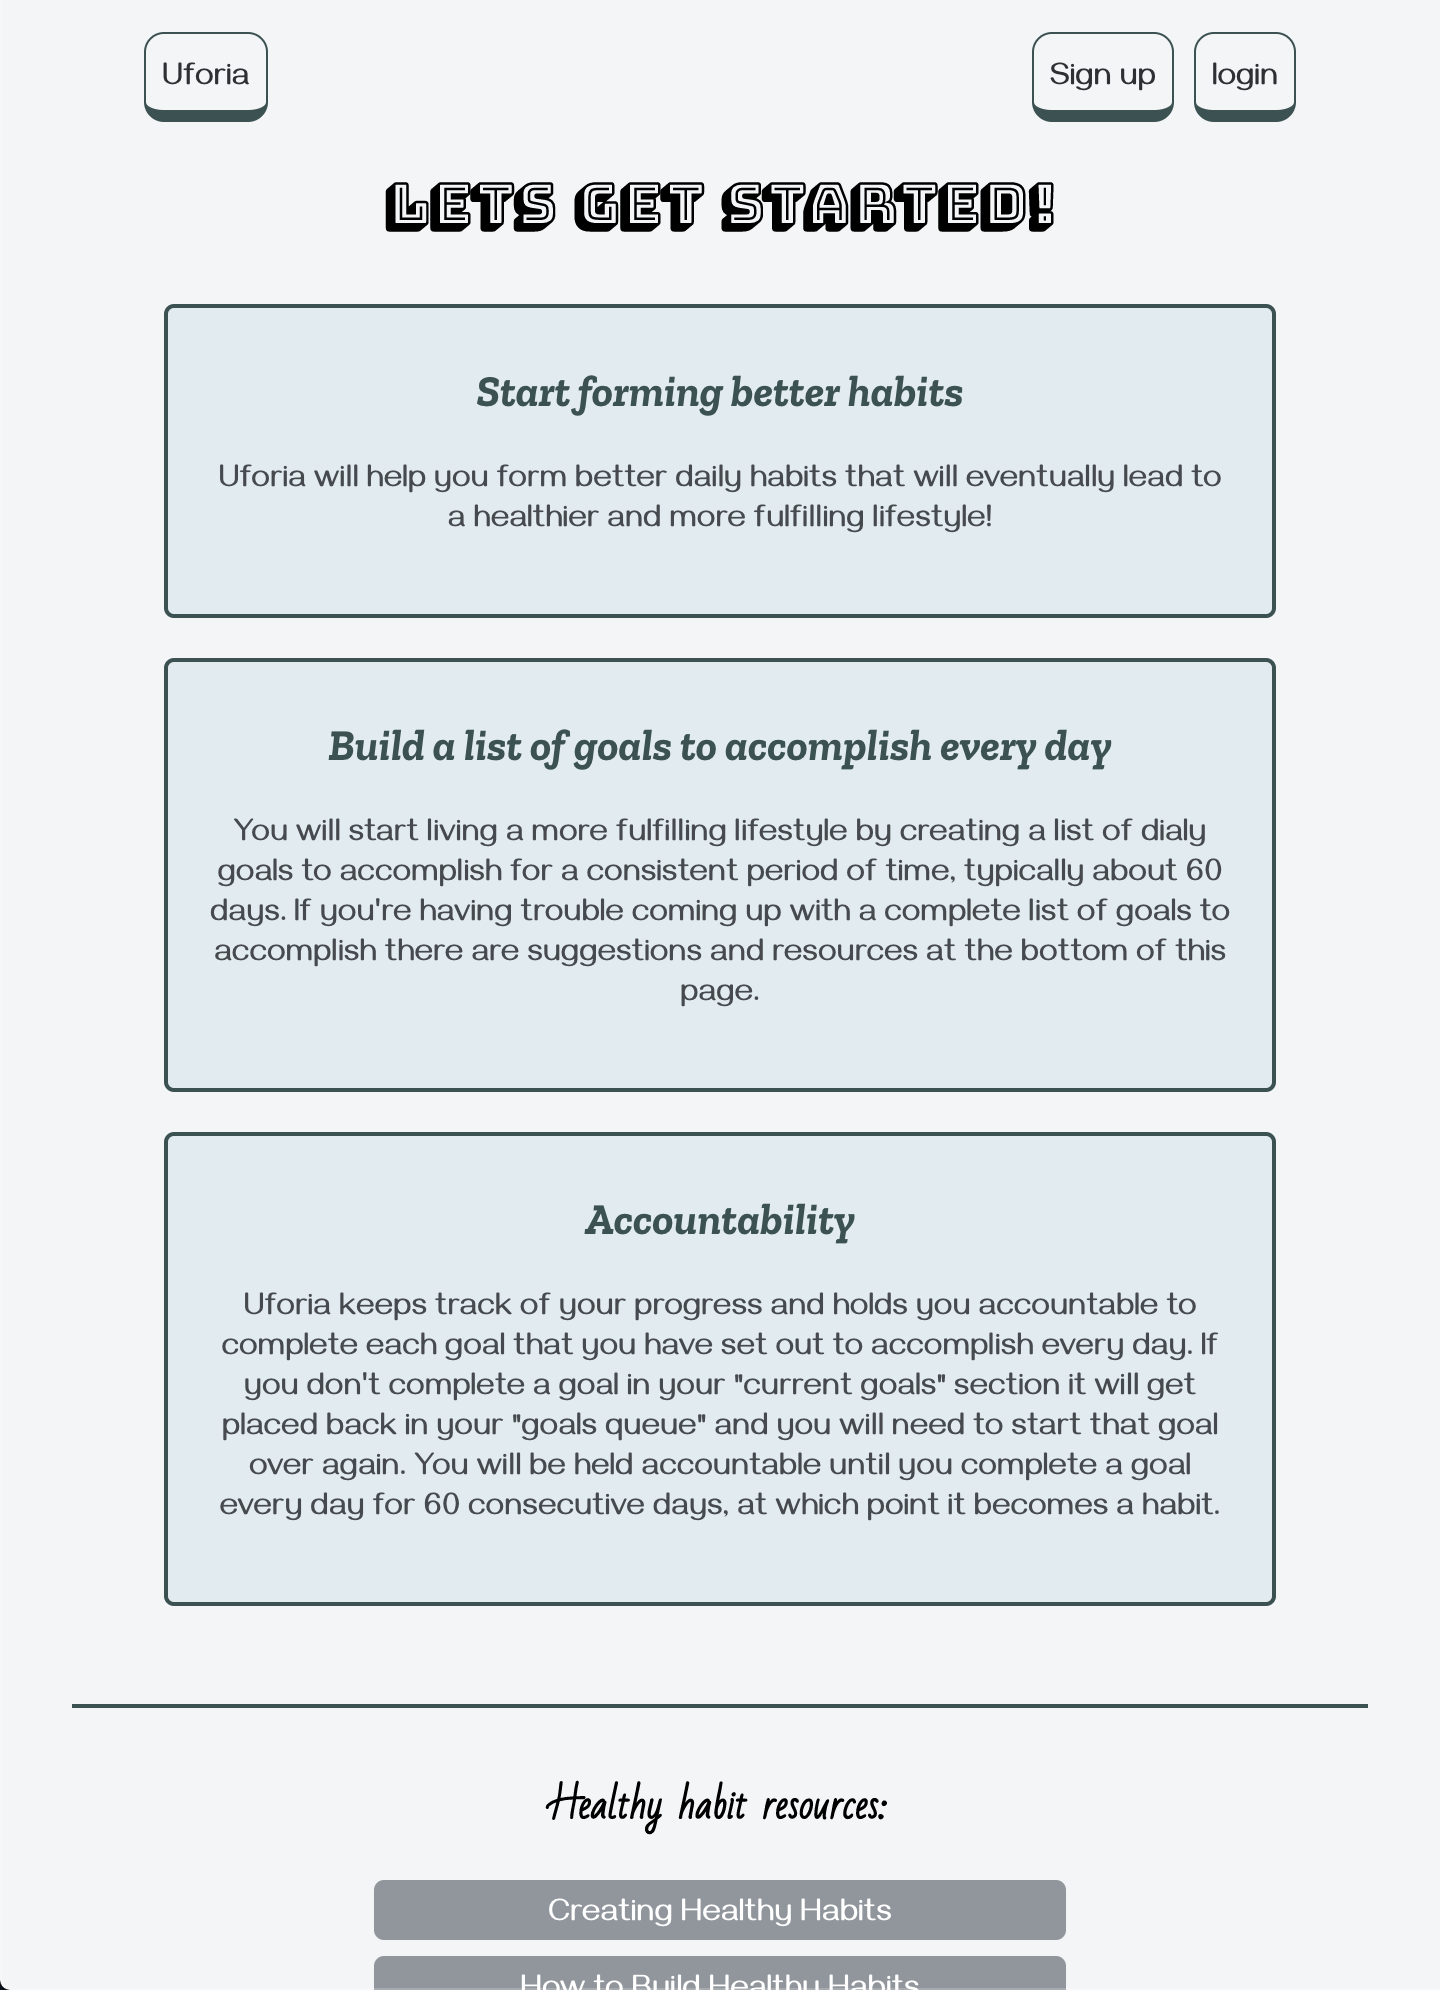 Uforia
Sign up
login
LETS GET STARTED!
Start forming better habits
Uforia will help you form better daily habits that will eventually lead to
a healthier and more fulfilling lifestyle!
Build a list of goals to accomplish every day
You will start living a more fulfilling lifestyle by creating a list of dialy
goals to accomplish for a consistent period of time, typically about 60
days. If you're having trouble coming up with a complete list of goals to
accomplish there are suggestions and resources at the bottom of this
page.
Accountability
Uforia keeps track of your progress and holds you accountable to
complete each goal that you have set out to accomplish every day. If
you don't complete a goal in your "current goals" section it will get
placed back in your "goals queue" and you will need to start that goal
over again. You will be held accountable until you complete a goal
every day for 60 consecutive days, at which point it becomes a habit.
Healthy habit resources:
Creating Healthy Habits
How to Build Healthy Habits